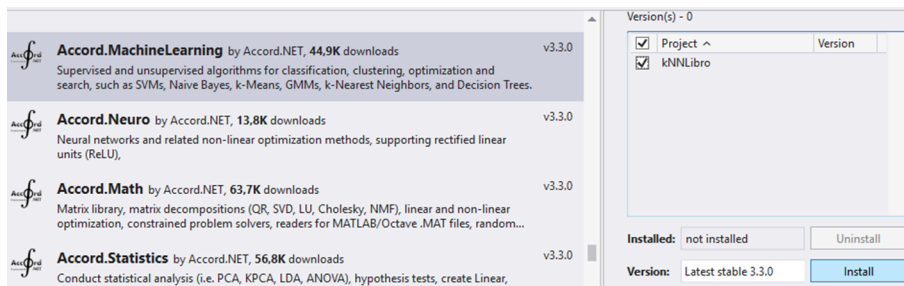 Accord.MachineLearning by Accord.NET, 44,9K downloads v3.3.0
Supervised and unsupervised algorithms for classification, clustering, optimization and
search, such as SVMs, Naive Bayes, k-Means, GMMs, k-Nearest Neighbors, and Decision Trees.
Accord.Neuro by Accord.NET, 13,8K downloads v3.3.0
Neural networks and related non-linear optimization methods, supporting rectified linear
units (ReLU),
Accord.Math by Accord.NET, 63,7K downloads v3.3.0
Matrix library, matrix decompositions (QR, SVD, LU, Cholesky, NMF), linear and non-linear
optimization, constrained problem solvers, readers for MATLAB/Octave .MAT files, random...
Accord.Statistics by Accord.NET, 56,8K downloads v3.3.0
Conduct statistical analysis (i.e. PCA, KPCA, LDA, ANOVA), hypothesis tests, create Linear,
Version(s) - 0
Project Version
kNNLibro
Installed: not installed Uninstall
Version: Latest stable 3.3.0 Install